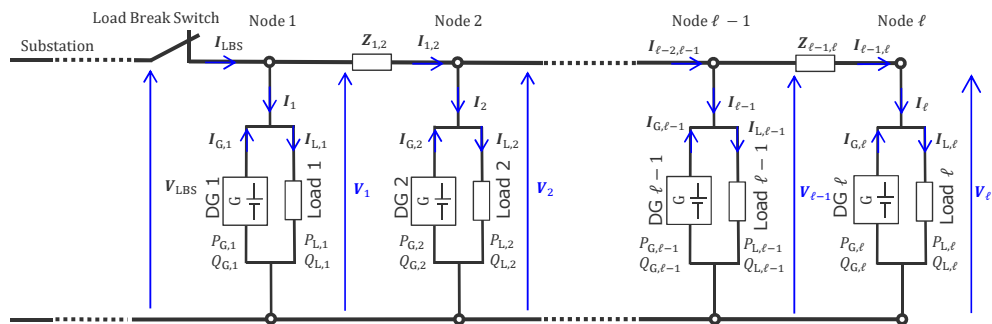 Load Break Switch
Node 1
Node 2
Node ℓ − 1
Node ℓ
Substation
I_LBS
Z_1,2
I_1,2
I_ℓ−2,ℓ−1
Z_ℓ−1,ℓ
I_ℓ−1,ℓ
I_1
I_2
I_ℓ−1
I_ℓ
I_G,1
I_L,1
I_G,2
I_L,2
I_G,ℓ−1
I_L,ℓ−1
I_G,ℓ
I_L,ℓ
V_LBS
DG 1
G
Load 1
V_1
DG 2
G
Load 2
V_2
DG ℓ − 1
G
Load ℓ − 1
V_ℓ−1
DG ℓ
G
Load ℓ
V_ℓ
P_G,1
P_L,1
P_G,2
P_L,2
P_G,ℓ−1
P_L,ℓ−1
P_G,ℓ
P_L,ℓ
Q_G,1
Q_L,1
Q_G,2
Q_L,2
Q_G,ℓ−1
Q_L,ℓ−1
Q_G,ℓ
Q_L,ℓ